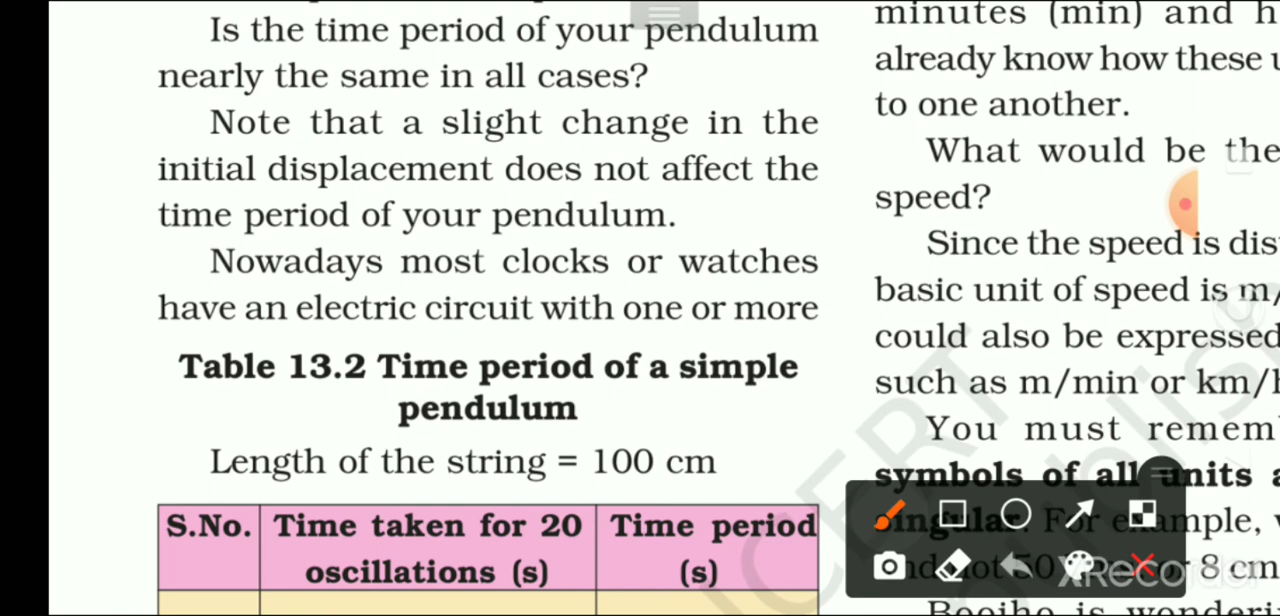 Is the time period of your pendulum
nearly the same in all cases?
Note that a slight change in the
initial displacement does not affect the
time period of your pendulum.
Nowadays most clocks or watches
have an electric circuit with one or more
Table 13.2 Time period of a simple
pendulum
Length of the string = 100 cm
S.No. Time taken for 20 oscillations (s) Time period (s)
minutes (min) and h
already know how these u
to one another.
What would be the
speed?
Since the speed is dis
basic unit of speed is m/
could also be expressed
such as m/min or km/h
You must remem
symbols of all units a
singular. For example, w
not 50 or 8 cm
XRecorder